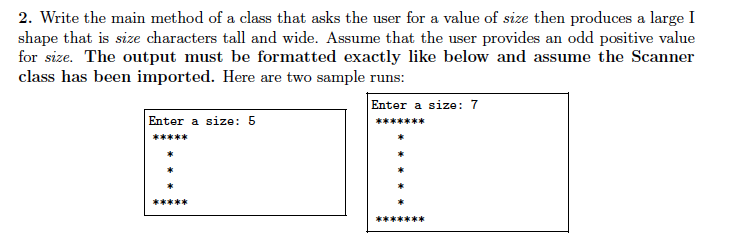 2. Write the main method of a class that asks the user for a value of size then produces a large I
shape that is size characters tall and wide. Assume that the user provides an odd positive value
for size. The output must be formatted exactly like below and assume the Scanner
class has been imported. Here are two sample runs:
Enter a size: 5
*****
  *
  *
  *
*****
Enter a size: 7
*******
   *
   *
   *
   *
   *
*******